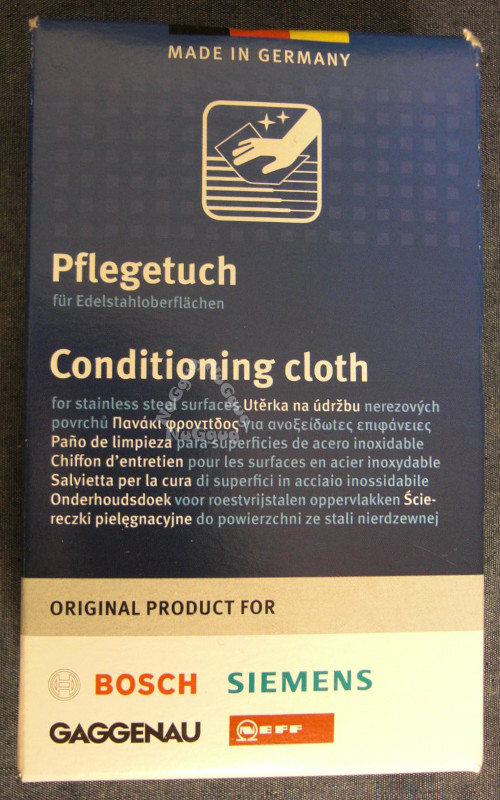 MADE IN GERMANY
Pflegetuch
für Edelstahloberflächen
Conditioning cloth
for stainless steel surfaces Utěrka na údržbu nerezových
povrchů Πανάκι φροντίδος για ανοξείδωτες επιφάνειες
Paño de limpieza para superficies de acero inoxidable
Chiffon d'entretien pour les surfaces en acier inoxydable
Salvietta per la cura di superfici in acciaio inossidabile
Onderhoudsdoek voor roestvrijstalen oppervlakken Ście-
reczki pielęgnacyjne do powierzchni ze stali nierdzewnej
ORIGINAL PRODUCT FOR
BOSCH SIEMENS
GAGGENAU NEFF